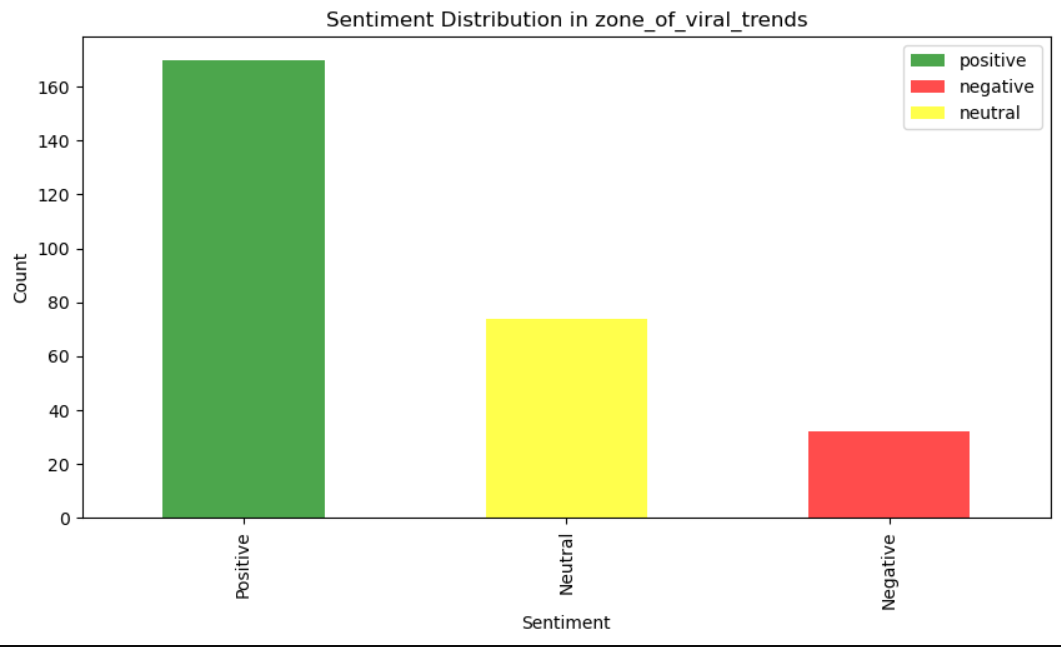 Sentiment Distribution in zone_of_viral_trends
positive
negative
neutral
160
140
120
100
80
60
40
20
0
Count
Positive
Neutral
Negative
Sentiment